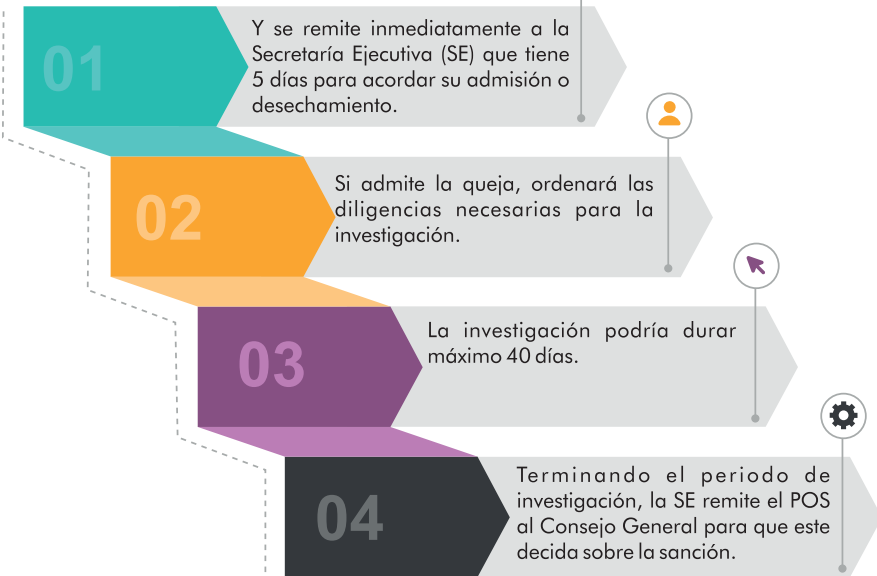 01
Y se remite inmediatamente a la
Secretaría Ejecutiva (SE) que tiene
5 días para acordar su admisión o
desechamiento.
02
Si admite la queja, ordenará las
diligencias necesarias para la
investigación.
03
La investigación podría durar
máximo 40 días.
04
Terminando el periodo de
investigación, la SE remite el POS
al Consejo General para que este
decida sobre la sanción.